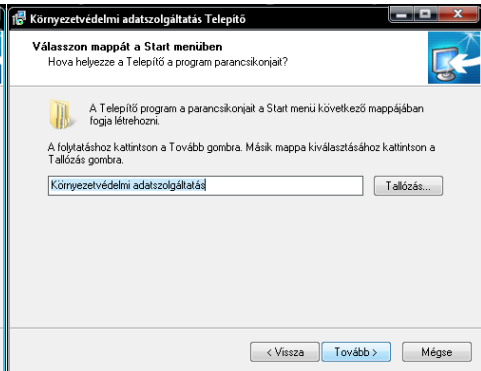 Környezetvédelmi adatszolgáltatás Telepítő
Válasszon mappát a Start menüben
Hova helyezze a Telepítő a program parancsikonjait?
A Telepítő program a parancsikonjait a Start menü következő mappájában
fogja létrehozni.
A folytatáshoz kattintson a Tovább gombra. Másik mappa kiválasztásához kattintson a
Tallózás gombra.
Környezetvédelmi adatszolgáltatás
Tallózás...
< Vissza
Tovább >
Mégse